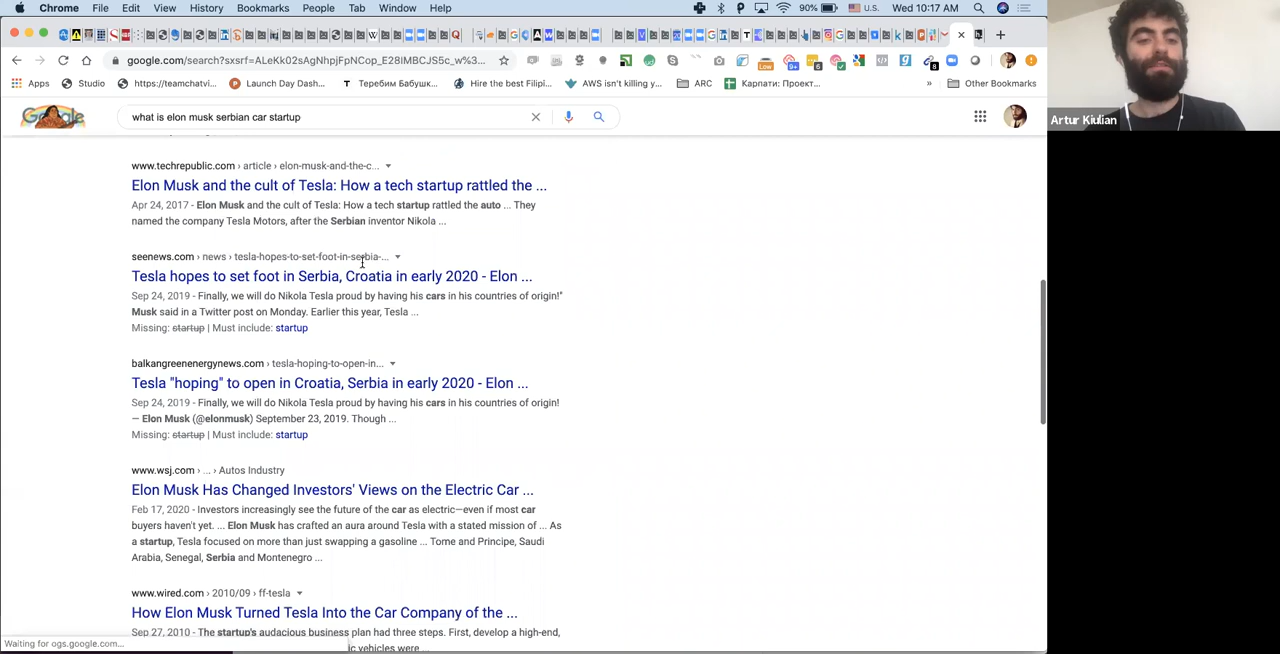 Chrome File Edit View History Bookmarks People Tab Window Help 90% U.S. Wed 10:17 AM
google.com/search?sxsrf=ALeKk02sAgNhpjFpNCop_E28iMBCJS5c_w%3...
Apps Studio https://teamchatvi... Launch Day Dash... Теребим Бабушк... Hire the best Filipi... AWS isn't killing y... ARC Карпати: Проект... » Other Bookmarks
what is elon musk serbian car startup
Artur Kiulian
www.techrepublic.com › article › elon-musk-and-the-c...
Elon Musk and the cult of Tesla: How a tech startup rattled the ...
Apr 24, 2017 - Elon Musk and the cult of Tesla: How a tech startup rattled the auto ... They
named the company Tesla Motors, after the Serbian inventor Nikola ...
seenews.com › news › tesla-hopes-to-set-foot-in-serbia-...
Tesla hopes to set foot in Serbia, Croatia in early 2020 - Elon ...
Sep 24, 2019 - Finally, we will do Nikola Tesla proud by having his cars in his countries of origin!"
Musk said in a Twitter post on Monday. Earlier this year, Tesla ...
Missing: startup | Must include: startup
balkangreenenergynews.com › tesla-hoping-to-open-in...
Tesla "hoping" to open in Croatia, Serbia in early 2020 - Elon ...
Sep 24, 2019 - Finally, we will do Nikola Tesla proud by having his cars in his countries of origin!
— Elon Musk (@elonmusk) September 23, 2019. Though ...
Missing: startup | Must include: startup
www.wsj.com › ... › Autos Industry
Elon Musk Has Changed Investors' Views on the Electric Car ...
Feb 17, 2020 - Investors increasingly see the future of the car as electric—even if most car
buyers haven't yet. ... Elon Musk has crafted an aura around Tesla with a stated mission of ... As
a startup, Tesla focused on more than just swapping a gasoline ... Tome and Principe, Saudi
Arabia, Senegal, Serbia and Montenegro ...
www.wired.com › 2010/09 › ff-tesla
How Elon Musk Turned Tesla Into the Car Company of the ...
Sep 27, 2010 - The startup's audacious business plan had three steps. First, develop a high-end,
ic vehicles were ...
Waiting for ogs.google.com...